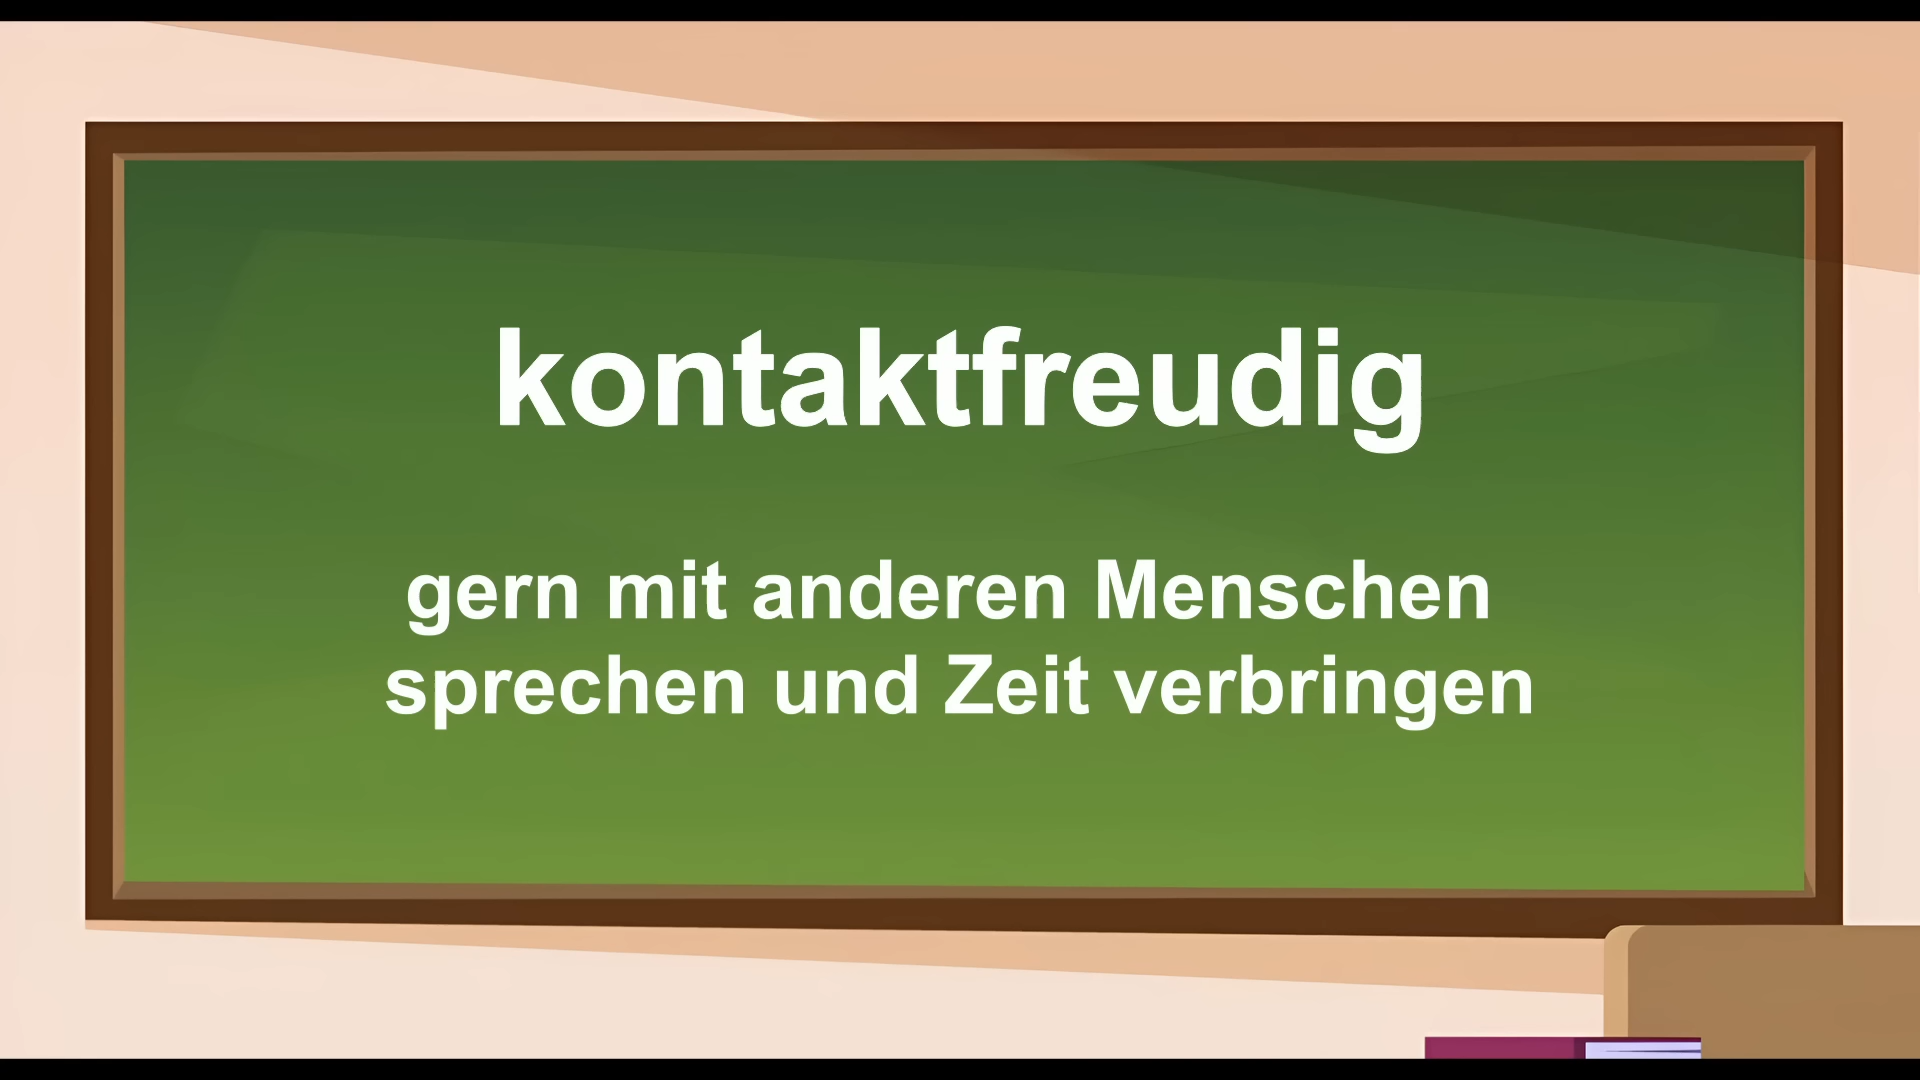 kontaktfreudig
gern mit anderen Menschen
sprechen und Zeit verbringen